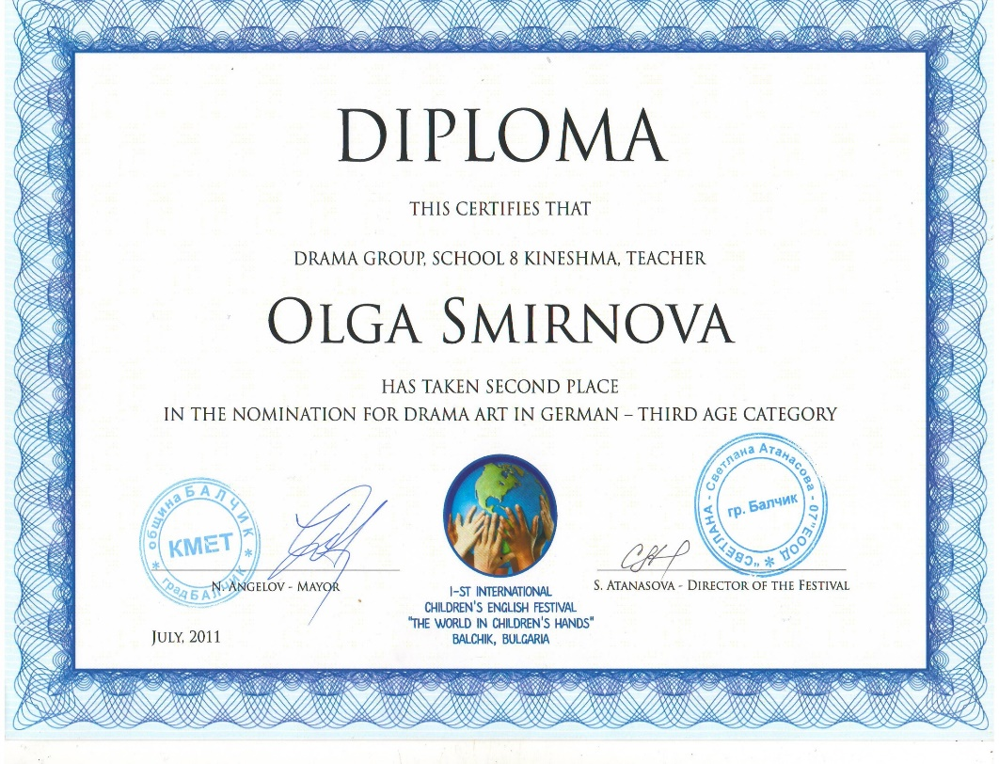 DIPLOMA
THIS CERTIFIES THAT
DRAMA GROUP, SCHOOL 8 KINESHMA, TEACHER
OLGA SMIRNOVA
HAS TAKEN SECOND PLACE
IN THE NOMINATION FOR DRAMA ART IN GERMAN – THIRD AGE CATEGORY
община БАЛЧИК
КМЕТ
* град БАЛЧИК *
N. ANGELOV - MAYOR
1-ST INTERNATIONAL
CHILDREN'S ENGLISH FESTIVAL
"THE WORLD IN CHILDREN'S HANDS"
BALCHIK, BULGARIA
"СВЕТЛАНА - Светлана Атанасова - 07" ЕООД *
гр. Балчик
S. ATANASOVA - DIRECTOR OF THE FESTIVAL
JULY, 2011